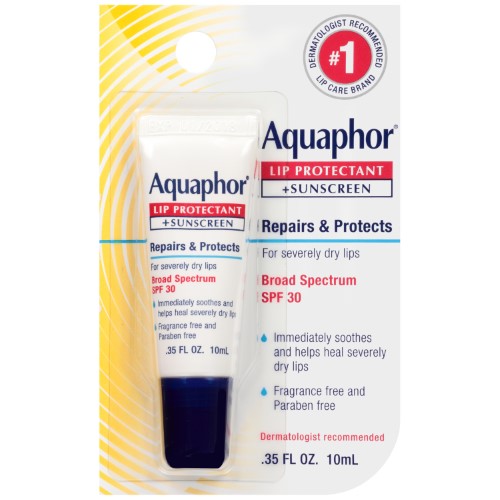 DERMATOLOGIST RECOMMENDED
#1
LIP CARE BRAND
Aquaphor®
LIP PROTECTANT
+SUNSCREEN
Repairs & Protects
For severely dry lips
Broad Spectrum
SPF 30
Immediately soothes
and helps heal severely
dry lips
Fragrance free and
Paraben free
Dermatologist recommended
.35 FL OZ. 10mL
Aquaphor®
LIP PROTECTANT
+SUNSCREEN
Repairs & Protects
For severely dry lips
Broad Spectrum
SPF 30
Immediately soothes and
helps heal severely dry lips
Fragrance free and
Paraben free
.35 FL OZ. 10mL